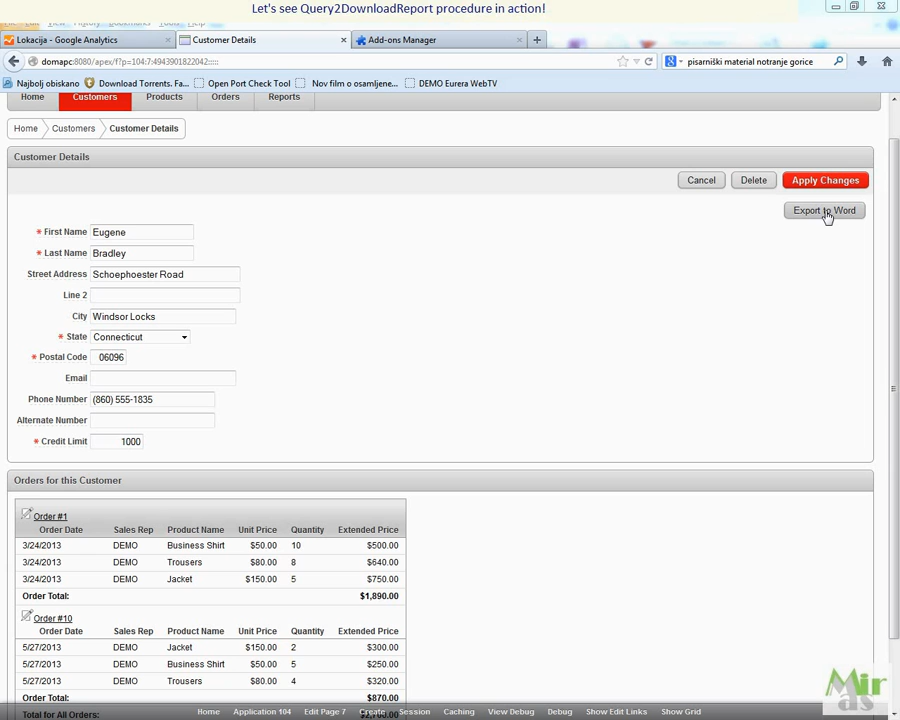 Let's see Query2DownloadReport procedure in action!
Lokacija - Google Analytics × Customer Details × Add-ons Manager × +
domapc:8080/apex/f?p=104:7:4943901822042::::: pisarniški material notranje gorice
Najbolj obiskano Download Torrents. Fa... Open Port Check Tool Nov film o osamljene... DEMO Eurera WebTV
Home Customers Products Orders Reports
Home Customers Customer Details
Customer Details
Cancel Delete Apply Changes
Export to Word
* First Name Eugene
* Last Name Bradley
Street Address Schoephoester Road
Line 2
City Windsor Locks
* State Connecticut
* Postal Code 06096
Email
Phone Number (860) 555-1835
Alternate Number
* Credit Limit 1000
Orders for this Customer
Order #1
Order Date Sales Rep Product Name Unit Price Quantity Extended Price
3/24/2013 DEMO Business Shirt $50.00 10 $500.00
3/24/2013 DEMO Trousers $80.00 8 $640.00
3/24/2013 DEMO Jacket $150.00 5 $750.00
Order Total: $1,890.00
Order #10
Order Date Sales Rep Product Name Unit Price Quantity Extended Price
5/27/2013 DEMO Jacket $150.00 2 $300.00
5/27/2013 DEMO Business Shirt $50.00 5 $250.00
5/27/2013 DEMO Trousers $80.00 4 $320.00
Order Total: $870.00
Total for All Orders: $2,760.00
Home Application 104 Edit Page 7 Create Session Caching View Debug Debug Show Edit Links Show Grid
Mir as